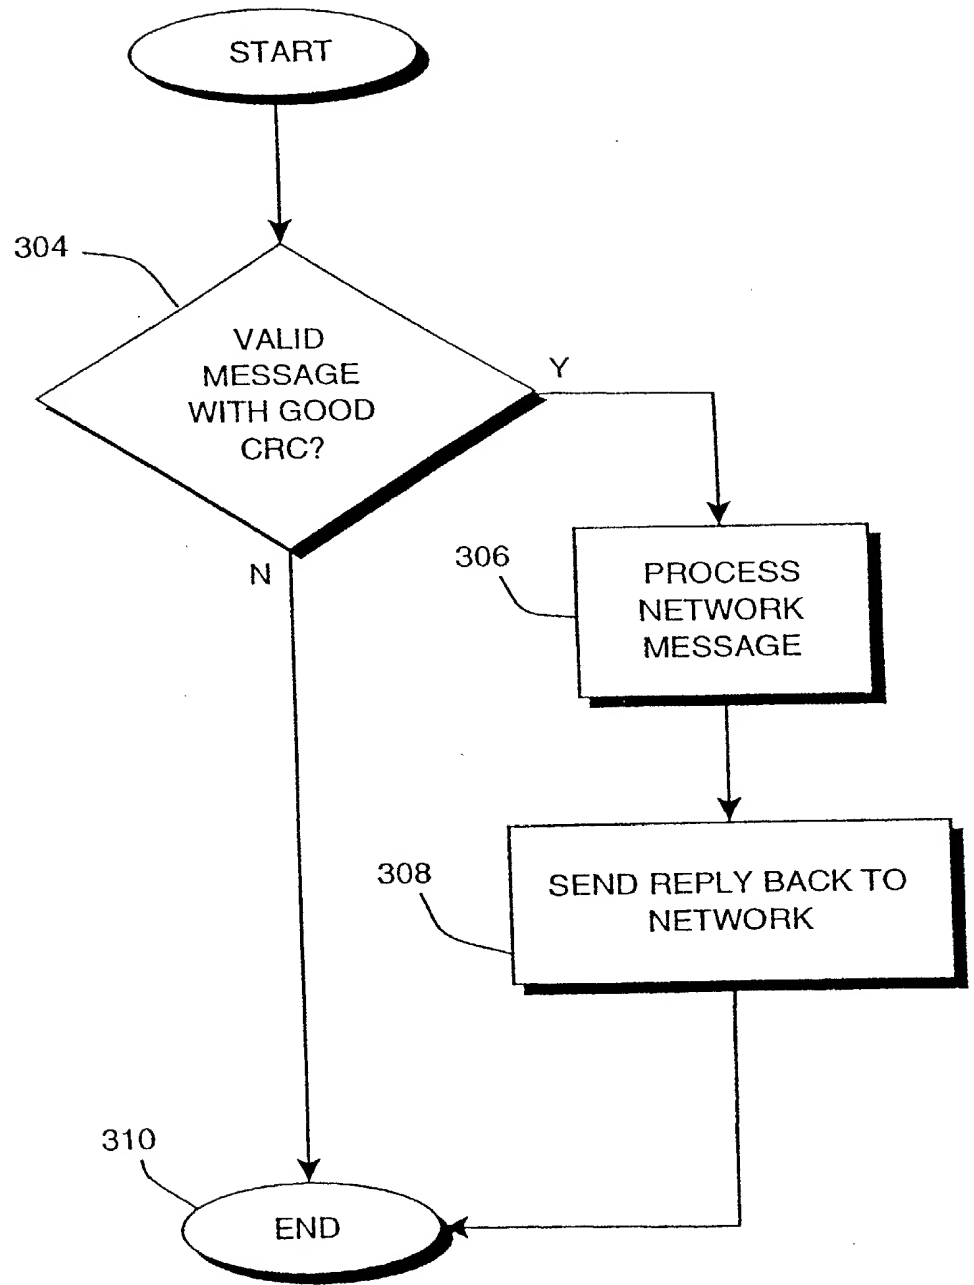 START
304
VALID
MESSAGE
WITH GOOD
CRC?
Y
N
306
PROCESS
NETWORK
MESSAGE
308
SEND REPLY BACK TO
NETWORK
310
END